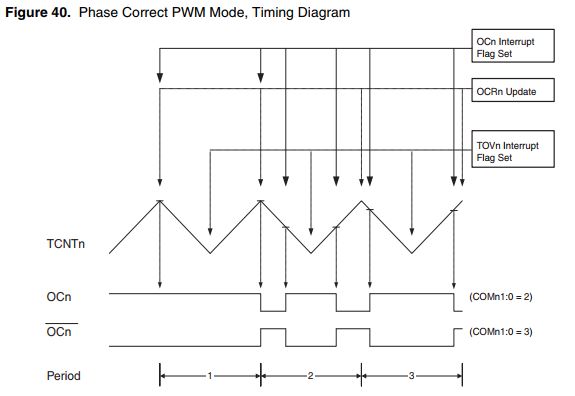 Figure 40. Phase Correct PWM Mode, Timing Diagram
OCn Interrupt
Flag Set
OCRn Update
TOVn Interrupt
Flag Set
TCNTn
OCn
(COMn1:0 = 2)
OCn
(COMn1:0 = 3)
Period
1
2
3